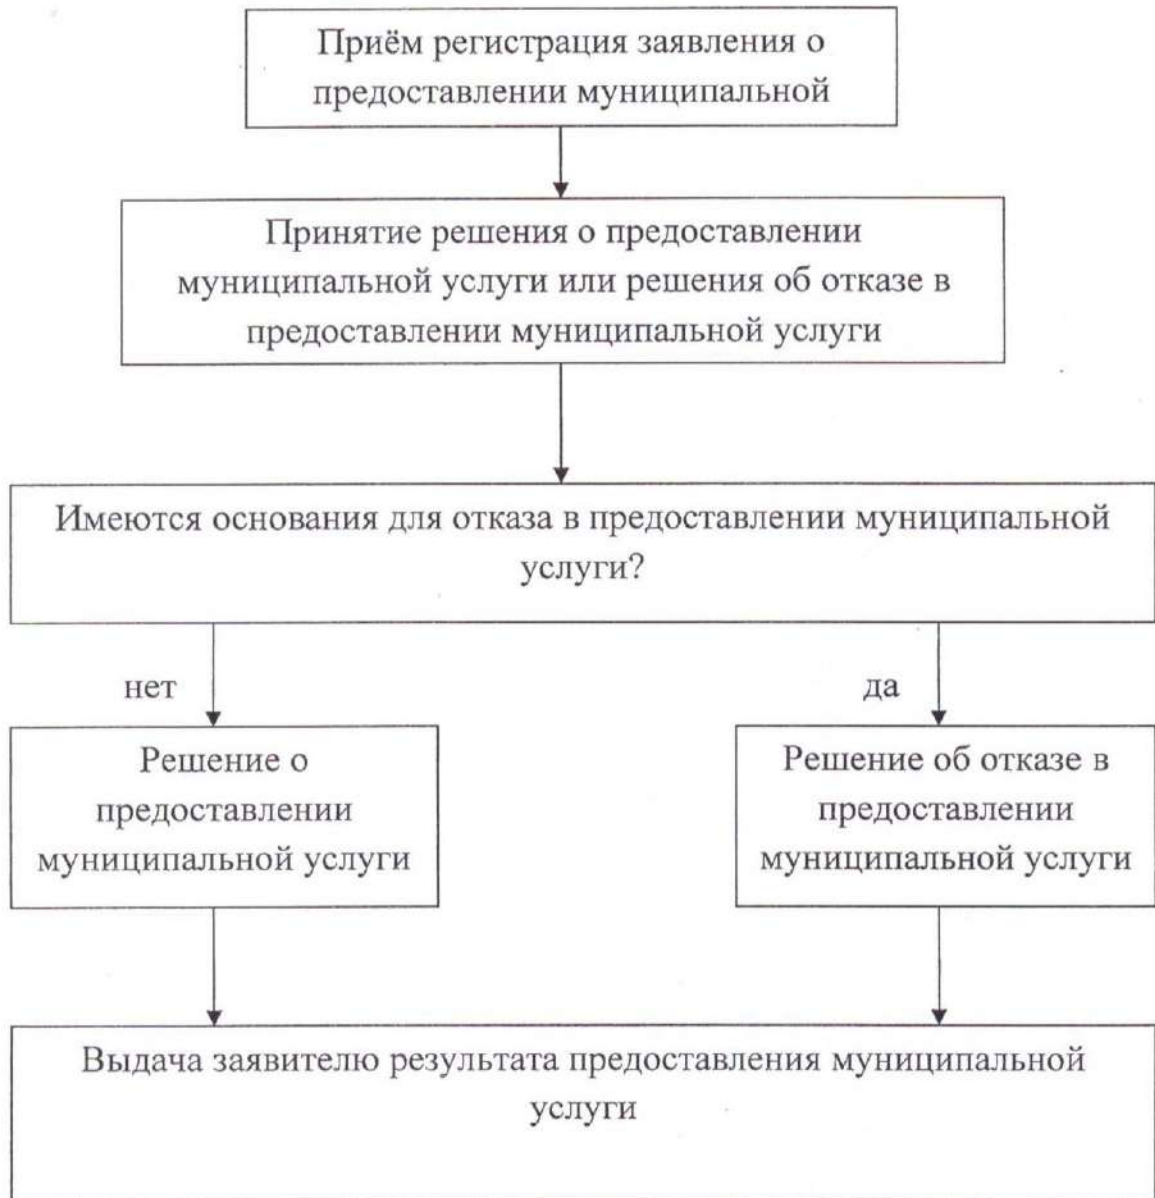 Приём регистрация заявления о
предоставлении муниципальной
Принятие решения о предоставлении
муниципальной услуги или решения об отказе в
предоставлении муниципальной услуги
Имеются основания для отказа в предоставлении муниципальной
услуги?
нет
да
Решение о
предоставлении
муниципальной услуги
Решение об отказе в
предоставлении
муниципальной услуги
Выдача заявителю результата предоставления муниципальной
услуги